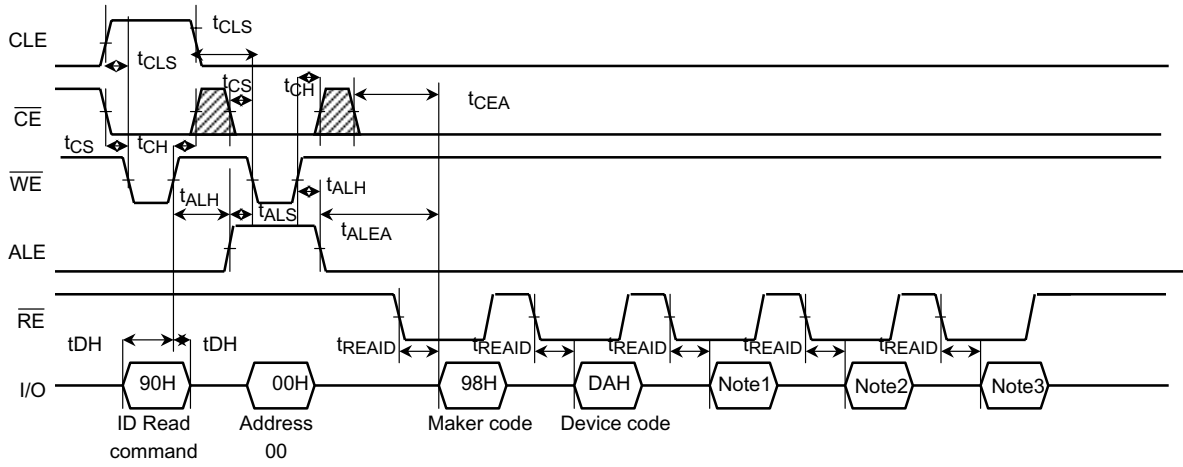 CLE
tCLS
tCLS
tCS
tCH
tCEA
CE
tCS
tCH
WE
tALH
tALH
tALS
tALEA
ALE
RE
tDH
tDH
tREAID
tREAID
tREAID
tREAID
tREAID
I/O
90H
00H
98H
DAH
Note1
Note2
Note3
ID Read
command
Address
00
Maker code
Device code